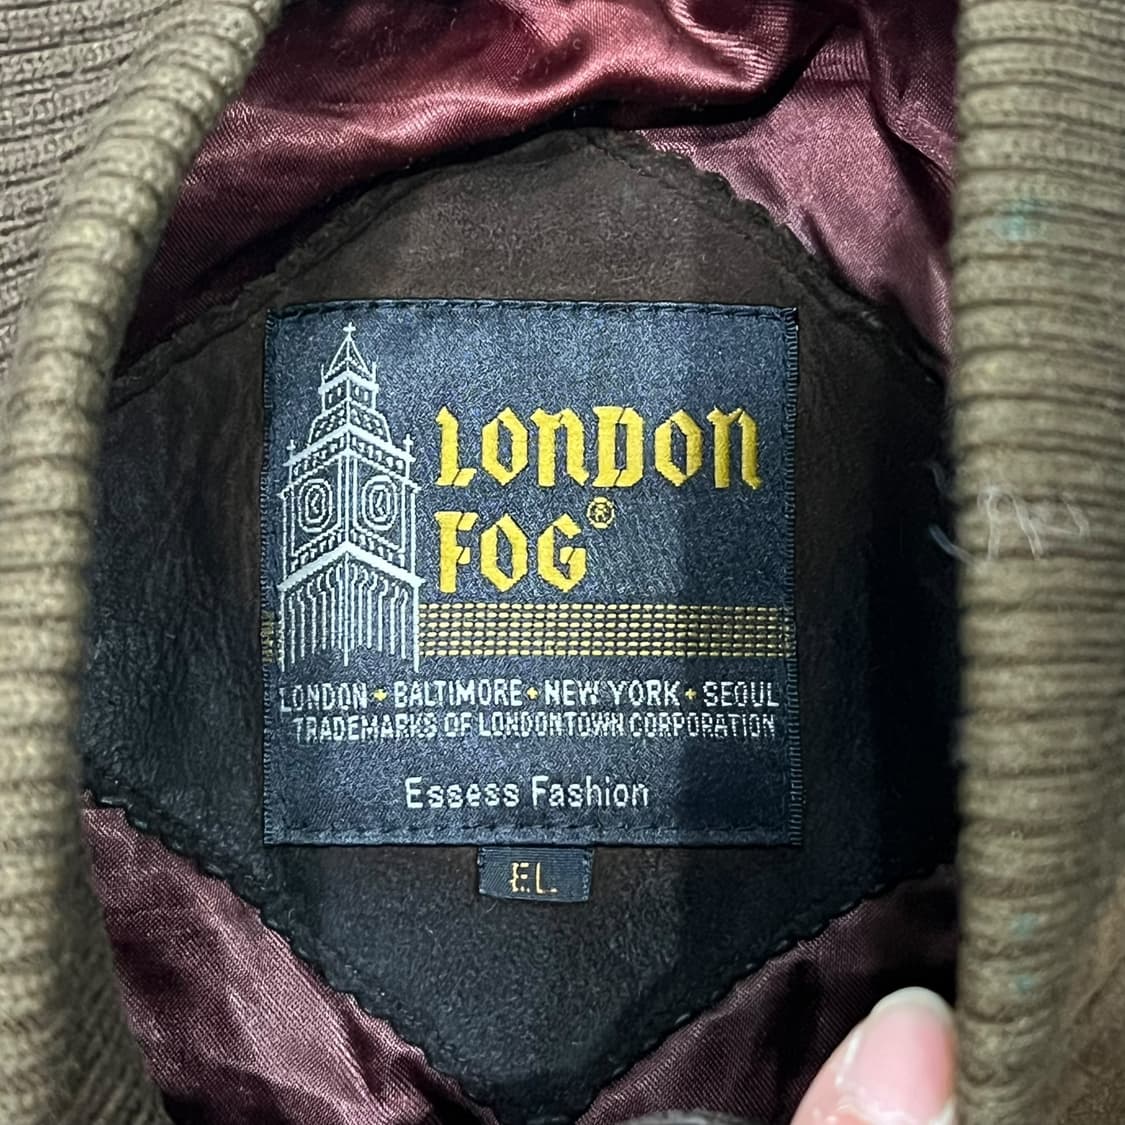 LONDON
FOG®
LONDON + BALTIMORE + NEW YORK + SEOUL
TRADEMARKS OF LONDONTOWN CORPORATION
Essess Fashion
EL